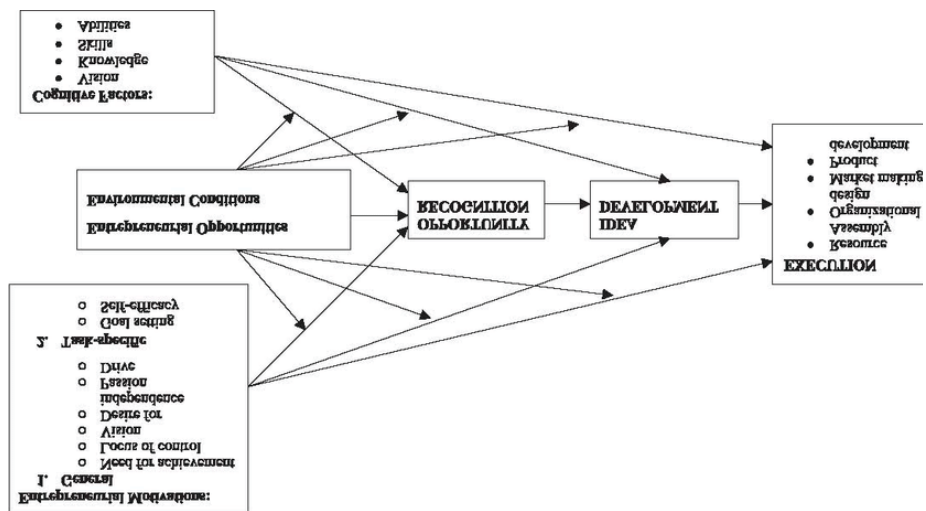 Entrepreneurial Motivations:
1. General
o Need for achievement
o Locus of control
o Vision
o Desire for
independence
o Passion
o Drive
2. Task-specific
o Goal setting
o Self-efficacy
Entrepreneurial Opportunities
Environmental Conditions
OPPORTUNITY
RECOGNITION
IDEA
DEVELOPMENT
EXECUTION
• Resource
Assembly
• Organizational
design
• Market making
• Product
development
Cognitive Factors:
• Vision
• Knowledge
• Skills
• Abilities